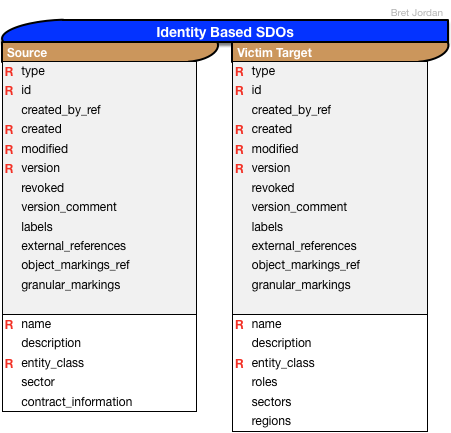 Bret Jordan
Identity Based SDOs
Source
R type
R id
created_by_ref
R created
R modified
R version
revoked
version_comment
labels
external_references
object_markings_ref
granular_markings
R name
description
R entity_class
sector
contract_information
Victim Target
R type
R id
created_by_ref
R created
R modified
R version
revoked
version_comment
labels
external_references
object_markings_ref
granular_markings
R name
description
R entity_class
roles
sectors
regions